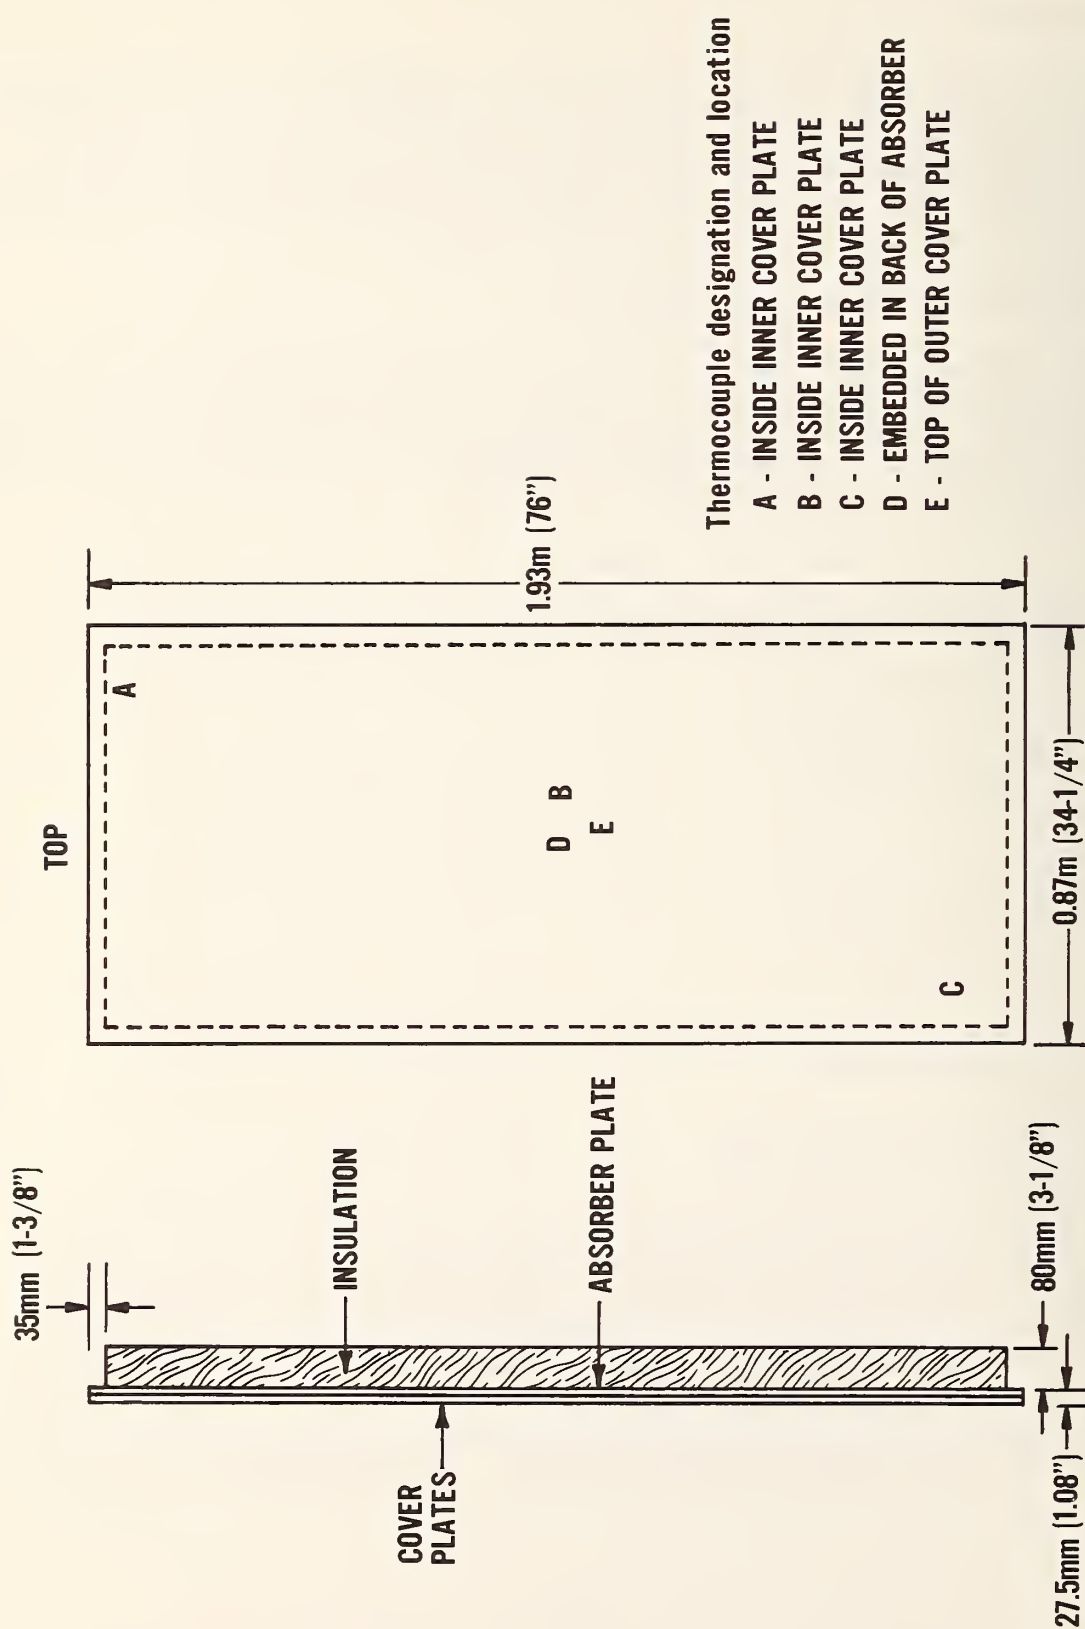 35mm (1-3/8")
INSULATION
ABSORBER PLATE
COVER
PLATES
27.5mm (1.08")
80mm (3-1/8")
TOP
A
D B
E
C
1.93m (76")
0.87m (34-1/4")
Thermocouple designation and location
A - INSIDE INNER COVER PLATE
B - INSIDE INNER COVER PLATE
C - INSIDE INNER COVER PLATE
D - EMBEDDED IN BACK OF ABSORBER
E - TOP OF OUTER COVER PLATE